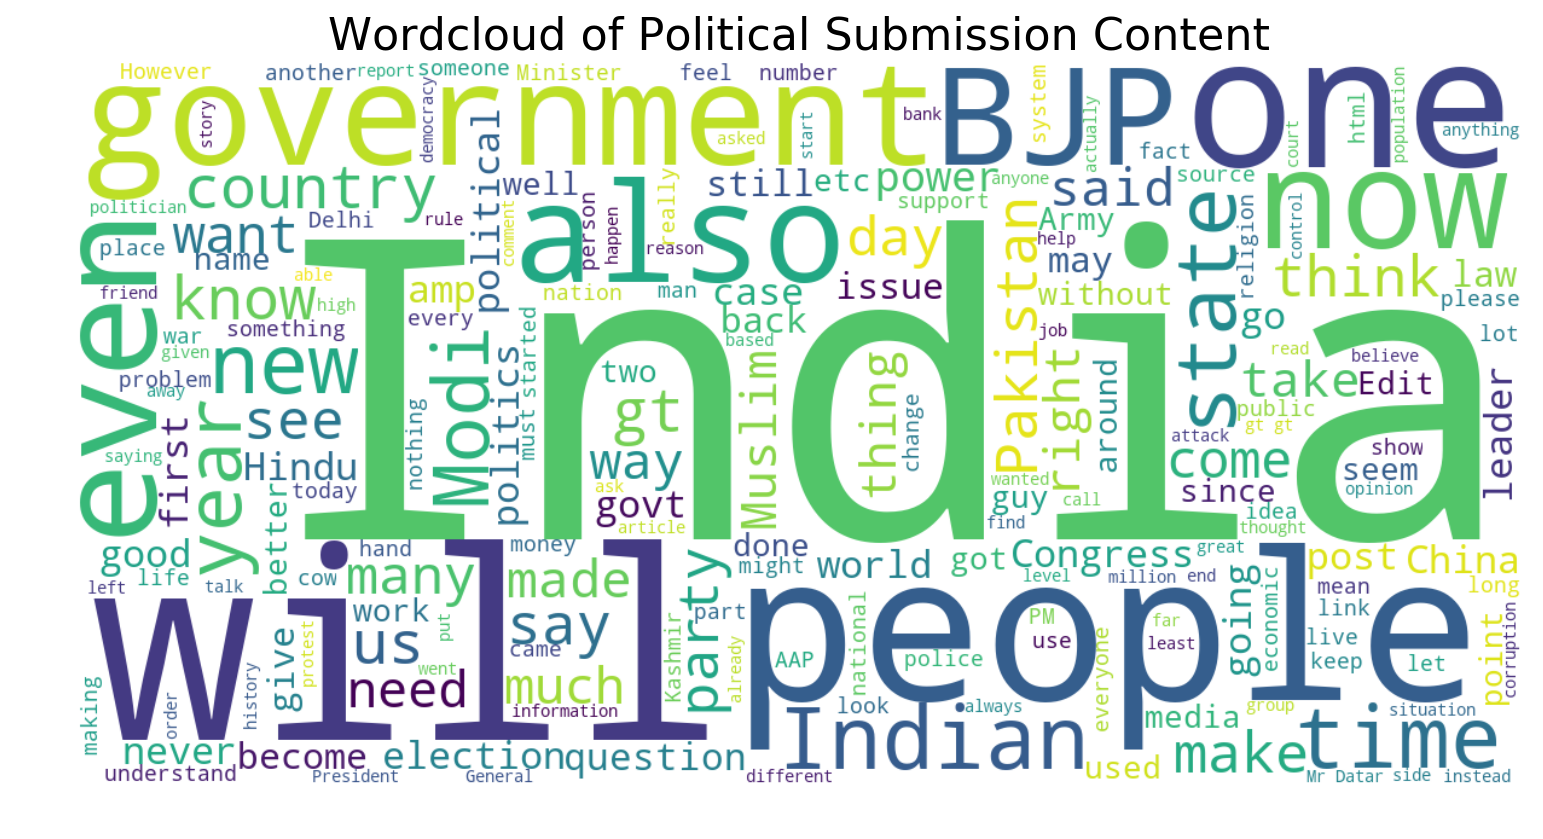 Wordcloud of Political Submission Content
However another report someone Minister feel number
government BJP one
story democracy asked start bank system actually fact court html population anything
country political well really still etc power anyone said source now
politician Delhi rule comment person happen also reason day support Army state religion control
even place want name able nation man case issue Pakistan help may think law
friend know high amp every back without go please
war something India based job lot
given new Modi politics must started two Muslim thing right around read believe
problem away year see nothing gt change take Edit public gt gt leader
saying first Hindu way attack show
today ask govt wanted guy call come since seem opinion
better article find idea thought
good hand money done world got Congress great post China
life left talk cow many made might level million end mean long
will work us put say party part people PM use far going economic link point corruption
give protest came Kashmir AAP national police least live keep let
need went much already everyone
making order history information look always media group situation
never become election question Indian used make time
understand President General different Mr Datar side instead